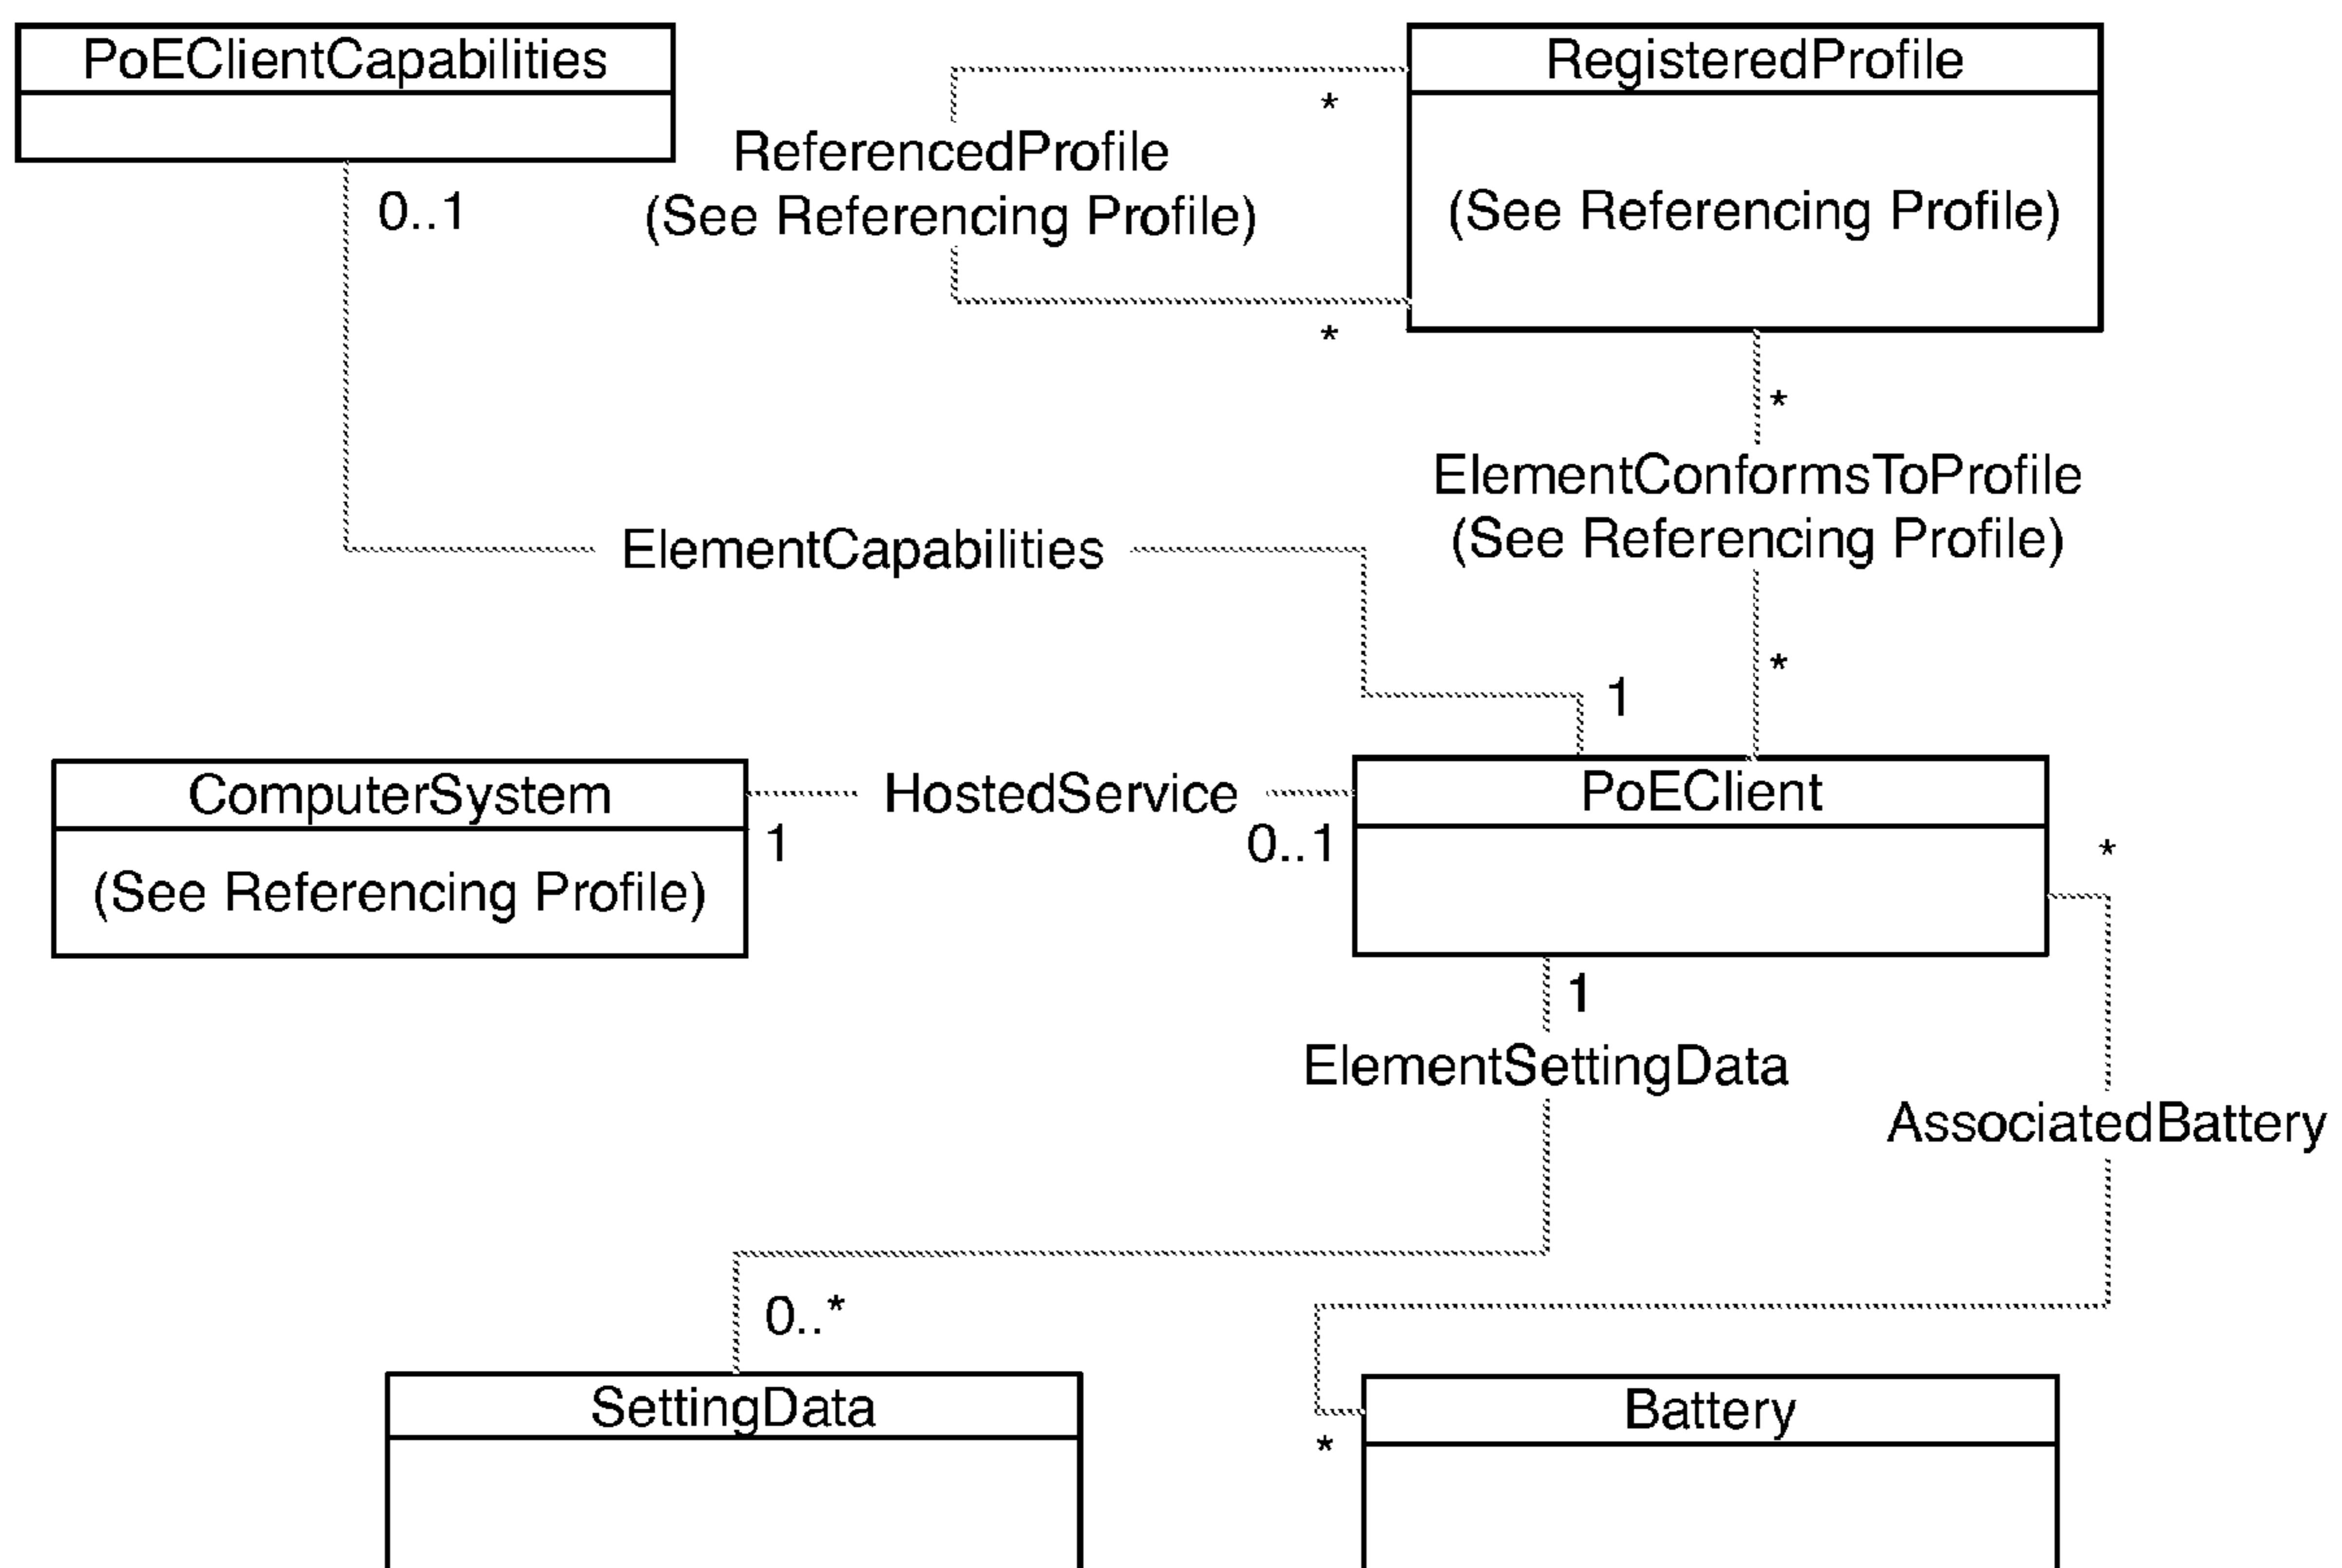 PoEClientCapabilities
RegisteredProfile
*
ReferencedProfile
(See Referencing Profile)
0..1
(See Referencing Profile)
*
*
ElementConformsToProfile
(See Referencing Profile)
ElementCapabilities
*
1
ComputerSystem
HostedService
PoEClient
1
0..1
*
(See Referencing Profile)
1
ElementSettingData
AssociatedBattery
0..*
SettingData
Battery
*